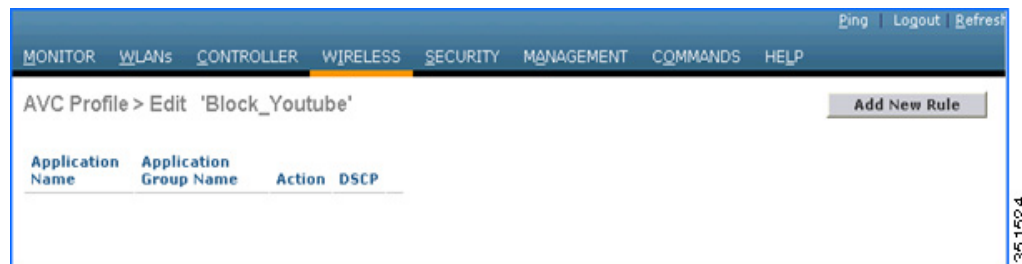 Ping | Logout | Refresh
MONITOR WLANs CONTROLLER WIRELESS SECURITY MANAGEMENT COMMANDS HELP
AVC Profile > Edit 'Block_Youtube'
Add New Rule
Application Name Application Group Name Action DSCP
351524